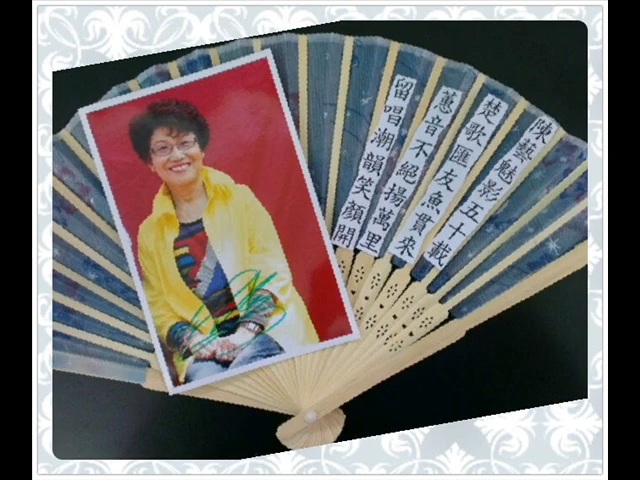 陳藝魅影五十載
楚歌匯友魚貫來
蕙音不絕揚萬里
留唱潮韻笑顏開